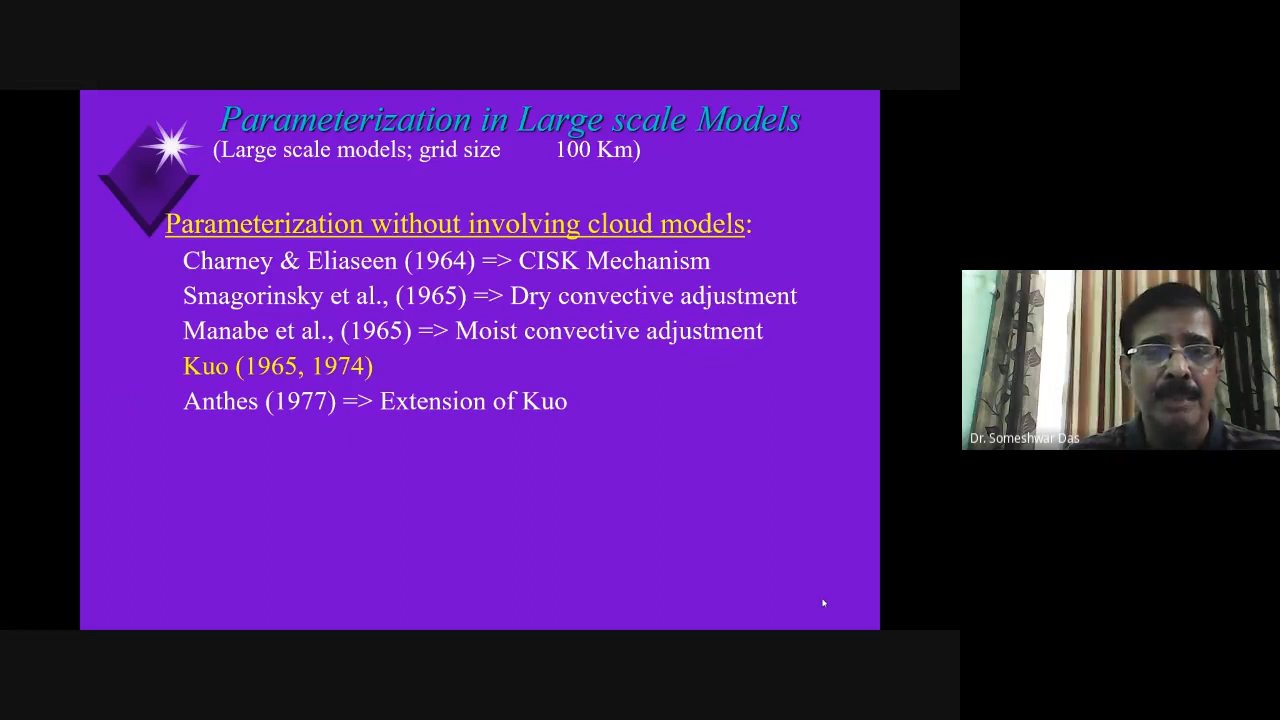 Parameterization in Large scale Models
(Large scale models; grid size 100 Km)
Parameterization without involving cloud models:
Charney & Eliaseen (1964) => CISK Mechanism
Smagorinsky et al., (1965) => Dry convective adjustment
Manabe et al., (1965) => Moist convective adjustment
Kuo (1965, 1974)
Anthes (1977) => Extension of Kuo
Dr. Someshwar Das